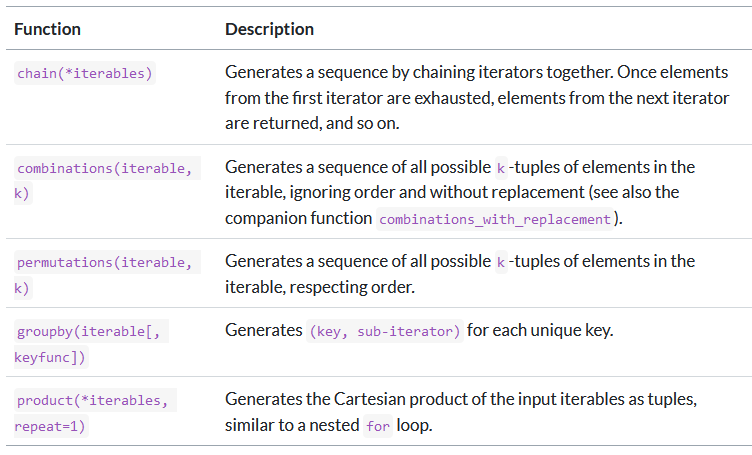 Function Description
chain(*iterables) Generates a sequence by chaining iterators together. Once elements
from the first iterator are exhausted, elements from the next iterator
are returned, and so on.
combinations(iterable, Generates a sequence of all possible k -tuples of elements in the
k) iterable, ignoring order and without replacement (see also the
companion function combinations_with_replacement ).
permutations(iterable, Generates a sequence of all possible k -tuples of elements in the
k) iterable, respecting order.
groupby(iterable[, Generates (key, sub-iterator) for each unique key.
keyfunc])
product(*iterables, Generates the Cartesian product of the input iterables as tuples,
repeat=1) similar to a nested for loop.